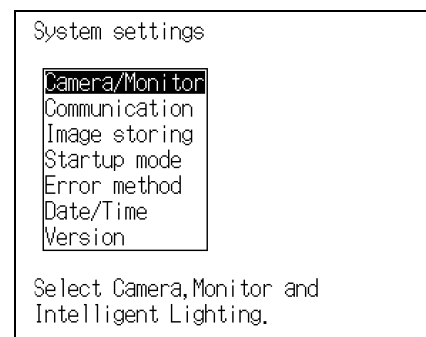 System settings
Camera/Monitor
Communication
Image storing
Startup mode
Error method
Date/Time
Version
Select Camera,Monitor and
Intelligent Lighting.